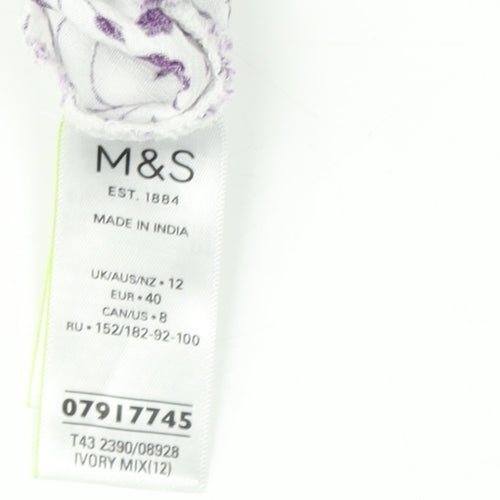 M&S
EST. 1884
MADE IN INDIA
UK/AUS/NZ • 12
EUR • 40
CAN/US • 8
RU • 152/182-92-100
07917745
T43 2390/08928
IVORY MIX(12)